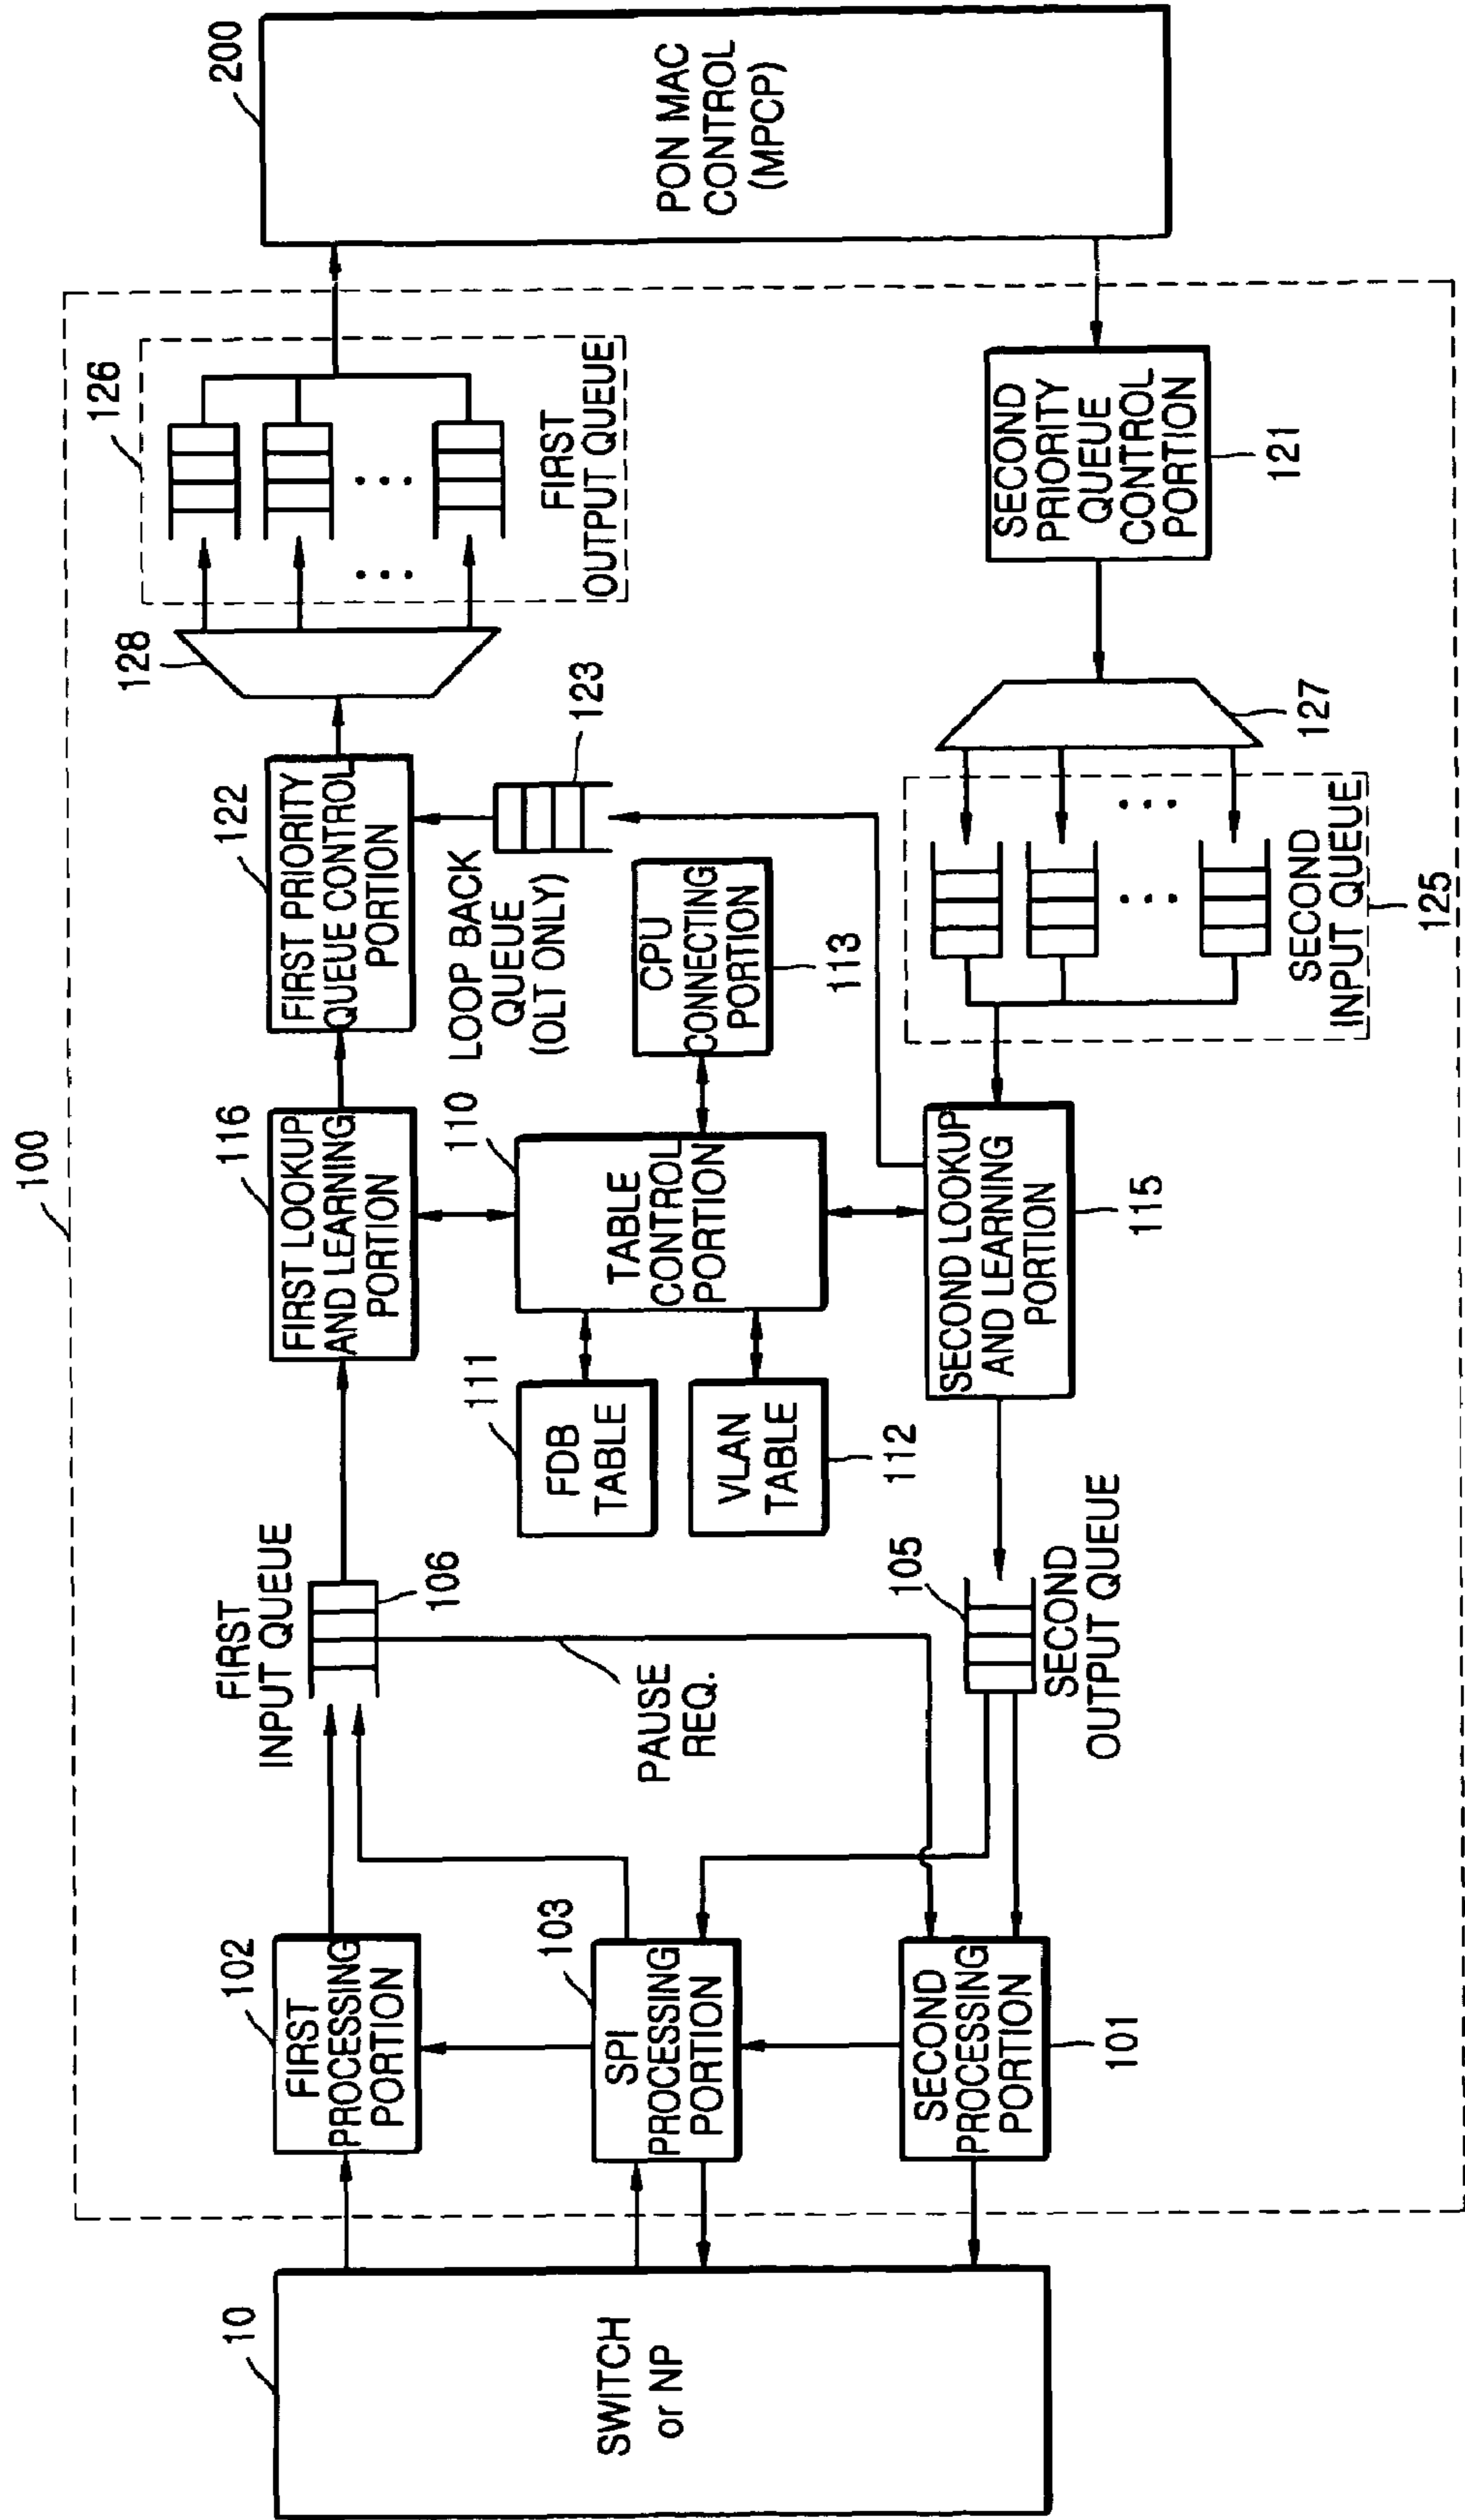 100
10
SWITCH
or NP
102
FIRST
PROCESSING
PORTION
103
SPI
PROCESSING
PORTION
SECOND
PROCESSING
PORTION
101
FIRST
INPUT QUEUE
106
PAUSE
REQ.
105
SECOND
OUTPUT QUEUE
116
FIRST LOOKUP
AND LEARNING
PORTION
111
FDB
TABLE
VLAN
TABLE
112
110
TABLE
CONTROL
PORTION
SECOND LOOKUP
AND LEARNING
PORTION
115
122
FIRST PRIORITY
QUEUE CONTROL
PORTION
LOOP BACK
QUEUE
(OLT ONLY)
123
CPU
CONNECTING
PORTION
113
128
126
FIRST
OUTPUT QUEUE
SECOND
INPUT QUEUE
125
127
SECOND
PRIORITY
QUEUE
CONTROL
PORTION
121
200
PON MAC
CONTROL
(MPCP)